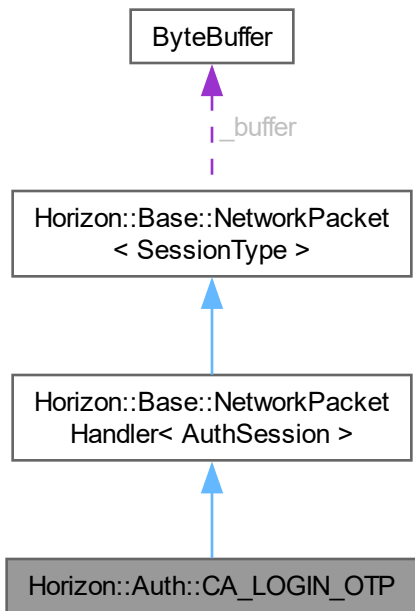 ByteBuffer
_buffer
Horizon::Base::NetworkPacket
< SessionType >
Horizon::Base::NetworkPacket
Handler< AuthSession >
Horizon::Auth::CA_LOGIN_OTP